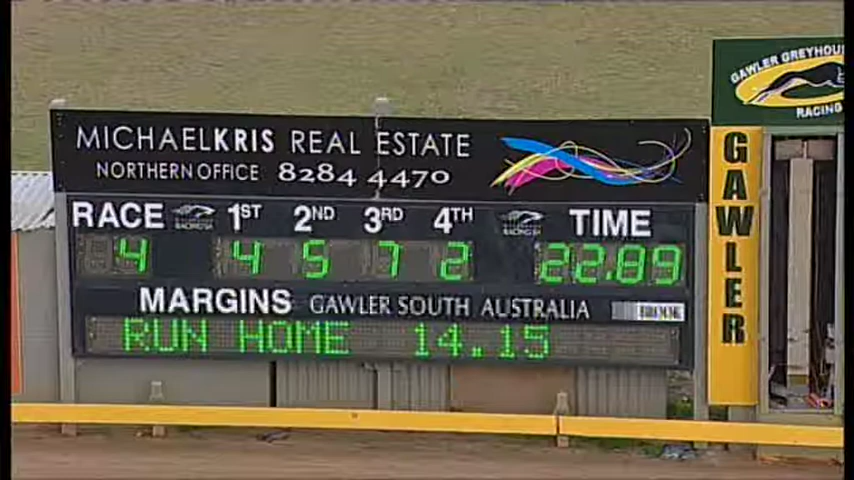 GAWLER GREYHOU
RACING
MICHAELKRIS REAL ESTATE
NORTHERN OFFICE 8284 4470
GAWLER
RACE 1ST 2ND 3RD 4TH TIME
4 4 5 7 2 22.89
MARGINS GAWLER SOUTH AUSTRALIA
RUN HOME 14.15